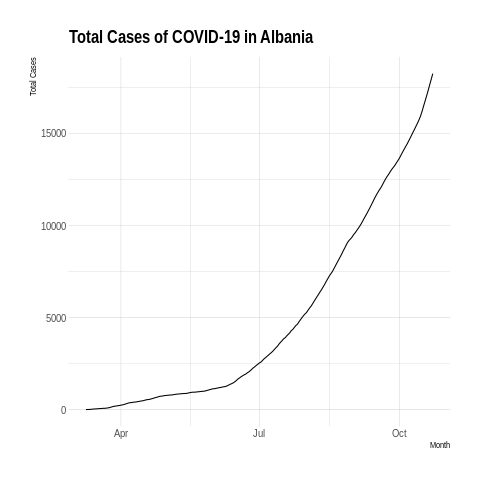 Total Cases of COVID-19 in Albania
Total Cases
15000
10000
5000
0
Apr Jul Oct
Month